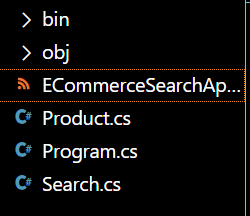 bin
obj
ECommerceSearchAp...
Product.cs
Program.cs
Search.cs